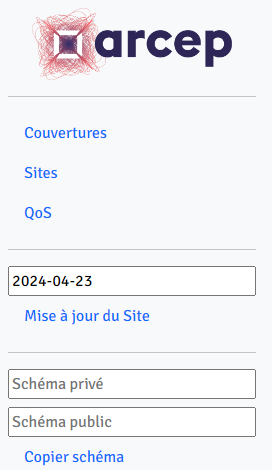 arcep
Couvertures
Sites
QoS
2024-04-23
Mise à jour du Site
Schéma privé
Schéma public
Copier schéma